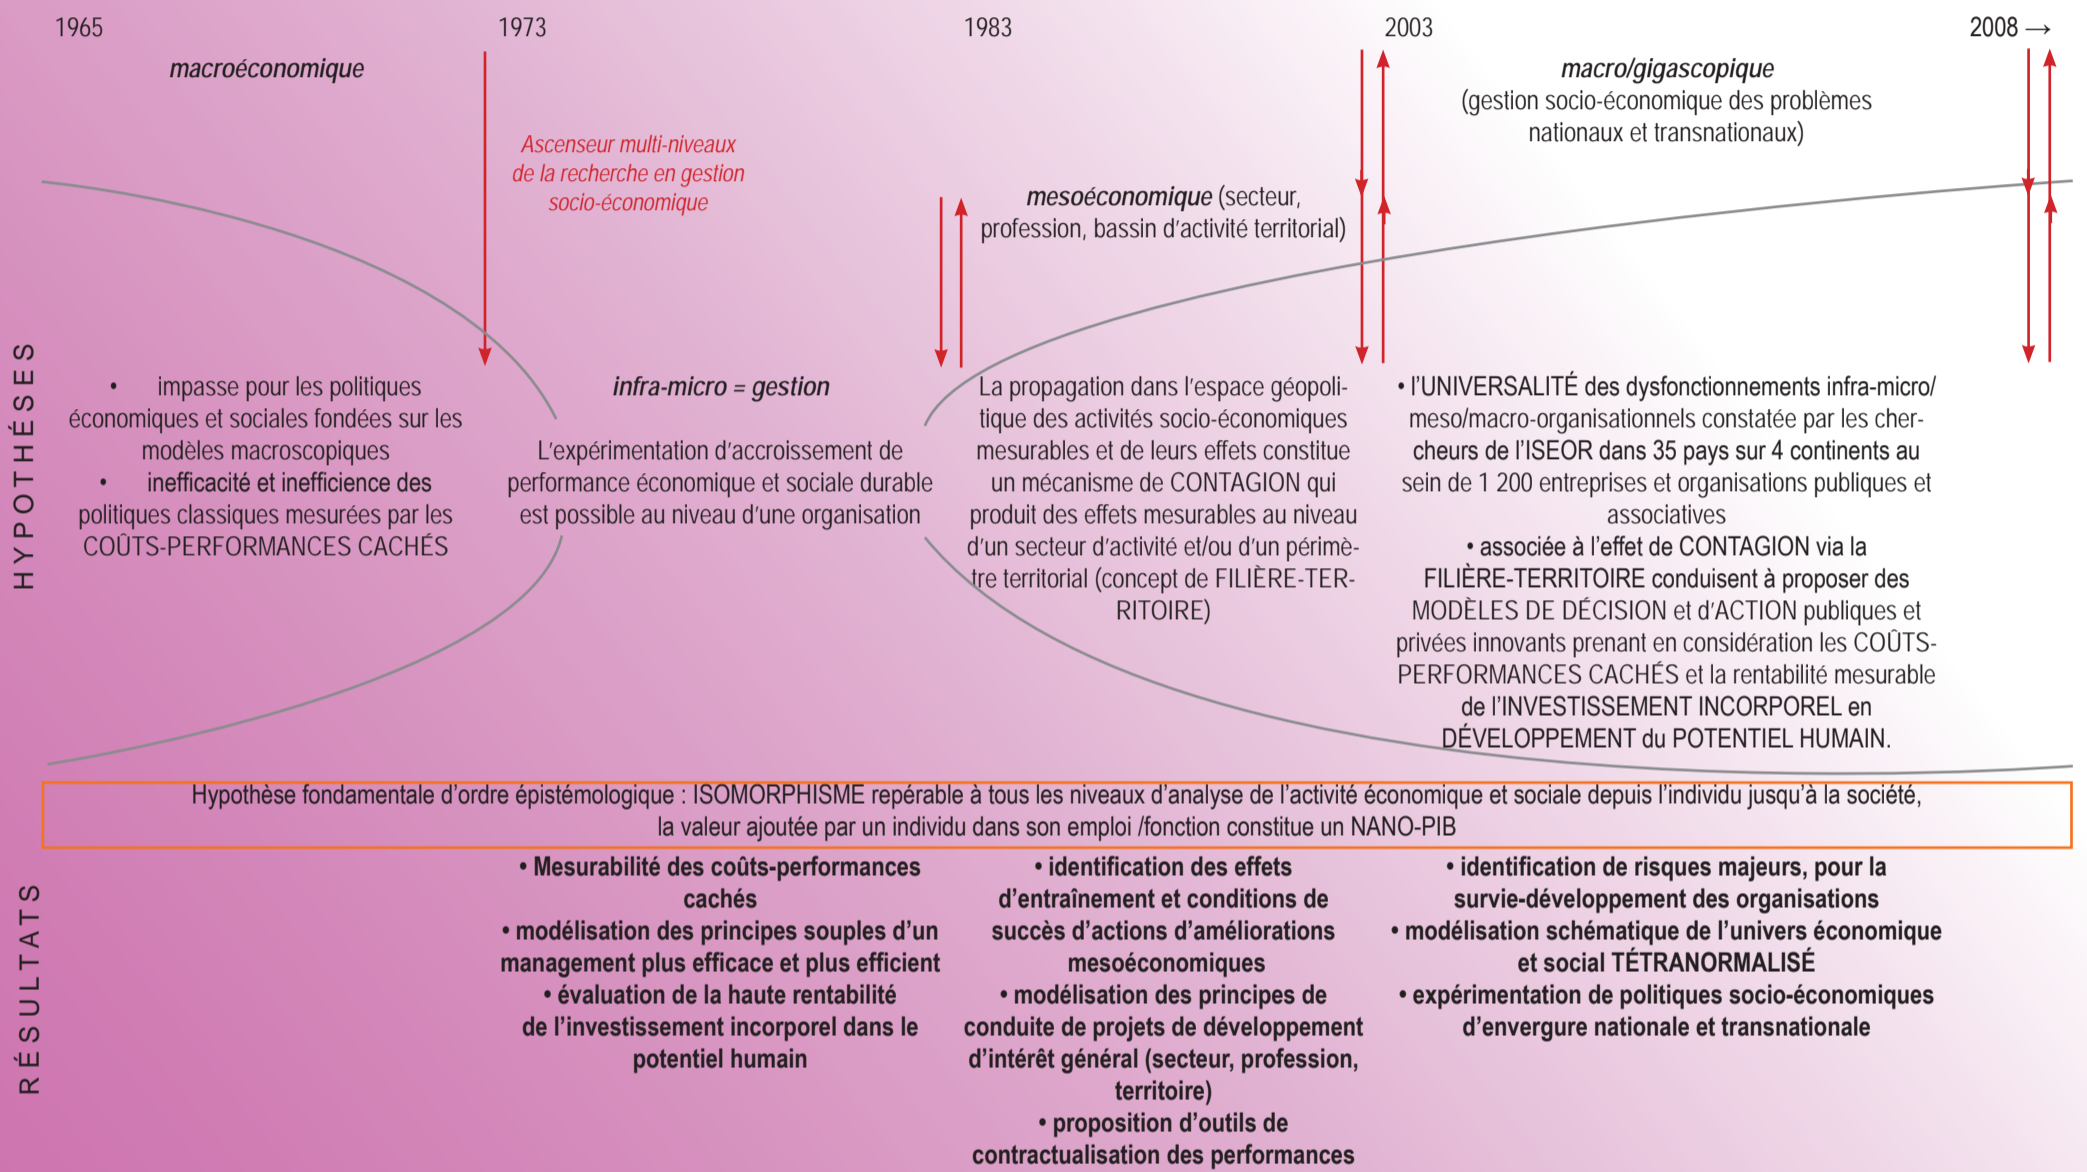 1965
1973
1983
2003
2008 →
macroéconomique
macro/gigascopique
(gestion socio-économique des problèmes
nationaux et transnationaux)
Ascenseur multi-niveaux
de la recherche en gestion
socio-économique
mesoéconomique (secteur,
profession, bassin d'activité territorial)
HYPOTHÉSES
• impasse pour les politiques
économiques et sociales fondées sur les
modèles macroscopiques
• inefficacité et inefficience des
politiques classiques mesurées par les
COÛTS-PERFORMANCES CACHÉS
infra-micro = gestion
L'expérimentation d'accroissement de
performance économique et sociale durable
est possible au niveau d'une organisation
La propagation dans l'espace géopoli-
tique des activités socio-économiques
mesurables et de leurs effets constitue
un mécanisme de CONTAGION qui
produit des effets mesurables au niveau
d'un secteur d'activité et/ou d'un périmè-
tre territorial (concept de FILIÈRE-TER-
RITOIRE)
• l'UNIVERSALITÉ des dysfonctionnements infra-micro/
meso/macro-organisationnels constatée par les cher-
cheurs de l'ISEOR dans 35 pays sur 4 continents au
sein de 1 200 entreprises et organisations publiques et
associatives
• associée à l'effet de CONTAGION via la
FILIÈRE-TERRITOIRE conduisent à proposer des
MODÈLES DE DÉCISION et d'ACTION publiques et
privées innovants prenant en considération les COÛTS-
PERFORMANCES CACHÉS et la rentabilité mesurable
de l'INVESTISSEMENT INCORPOREL en
DÉVELOPPEMENT du POTENTIEL HUMAIN.
Hypothèse fondamentale d'ordre épistémologique : ISOMORPHISME repérable à tous les niveaux d'analyse de l'activité économique et sociale depuis l'individu jusqu'à la société,
la valeur ajoutée par un individu dans son emploi /fonction constitue un NANO-PIB
RÉSULTATS
• Mesurabilité des coûts-performances
cachés
• modélisation des principes souples d'un
management plus efficace et plus efficient
• évaluation de la haute rentabilité
de l'investissement incorporel dans le
potentiel humain
• identification des effets
d'entraînement et conditions de
succès d'actions d'améliorations
mesoéconomiques
• modélisation des principes de
conduite de projets de développement
d'intérêt général (secteur, profession,
territoire)
• proposition d'outils de
contractualisation des performances
• identification de risques majeurs, pour la
survie-développement des organisations
• modélisation schématique de l'univers économique
et social TÉTRANORMALISÉ
• expérimentation de politiques socio-économiques
d'envergure nationale et transnationale